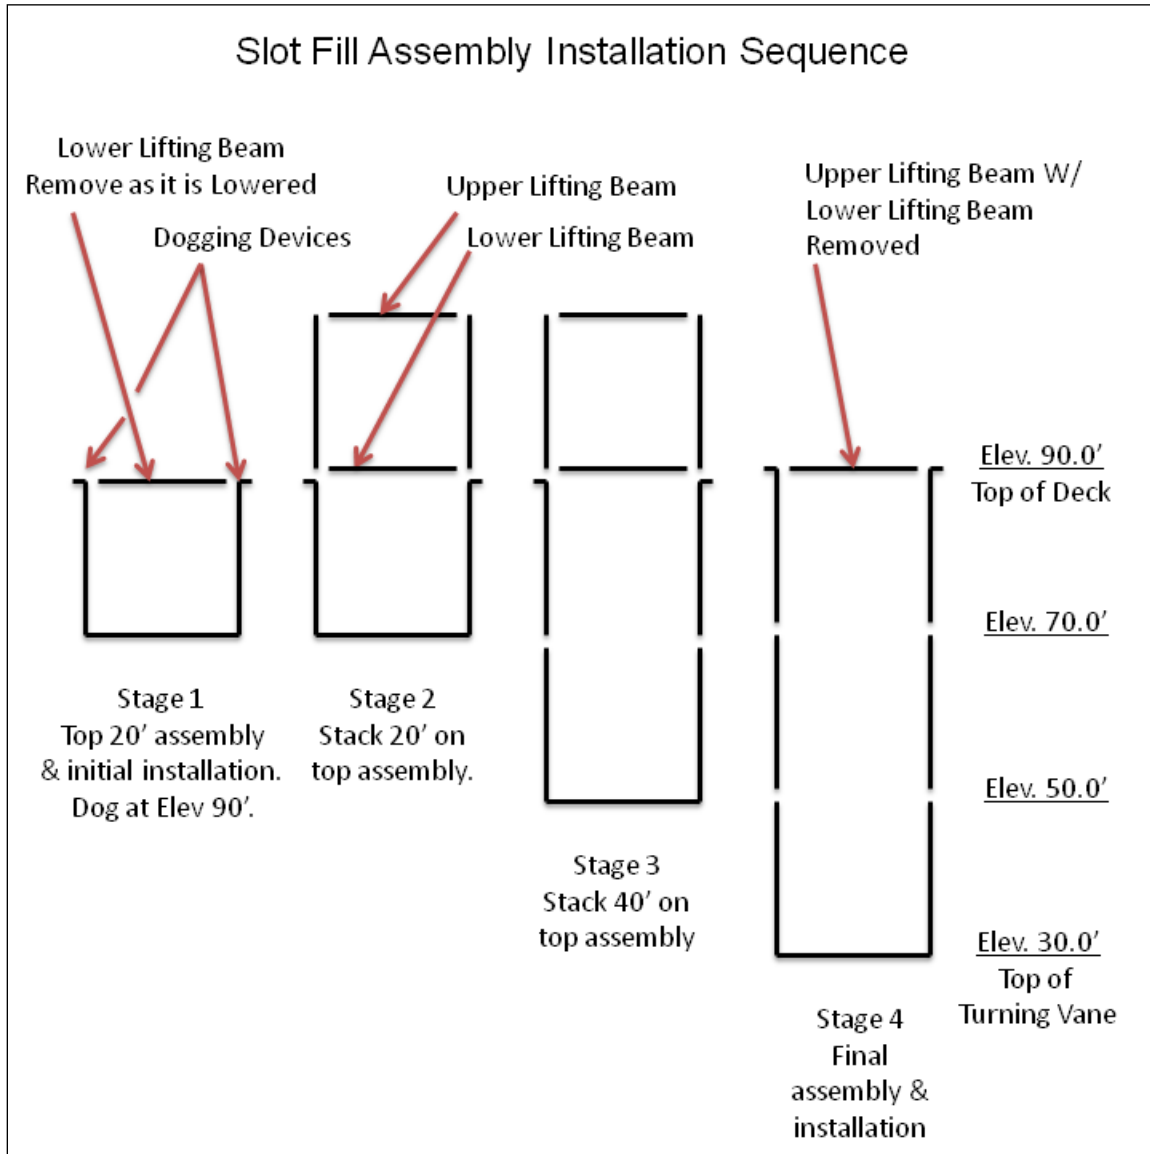 Slot Fill Assembly Installation Sequence
Lower Lifting Beam
Remove as it is Lowered
Dogging Devices
Upper Lifting Beam
Lower Lifting Beam
Upper Lifting Beam W/
Lower Lifting Beam
Removed
Elev. 90.0’
Top of Deck
Elev. 70.0’
Elev. 50.0’
Elev. 30.0’
Top of
Turning Vane
Stage 1
Top 20’ assembly
& initial installation.
Dog at Elev 90’.
Stage 2
Stack 20’ on
top assembly.
Stage 3
Stack 40’ on
top assembly
Stage 4
Final
assembly &
installation